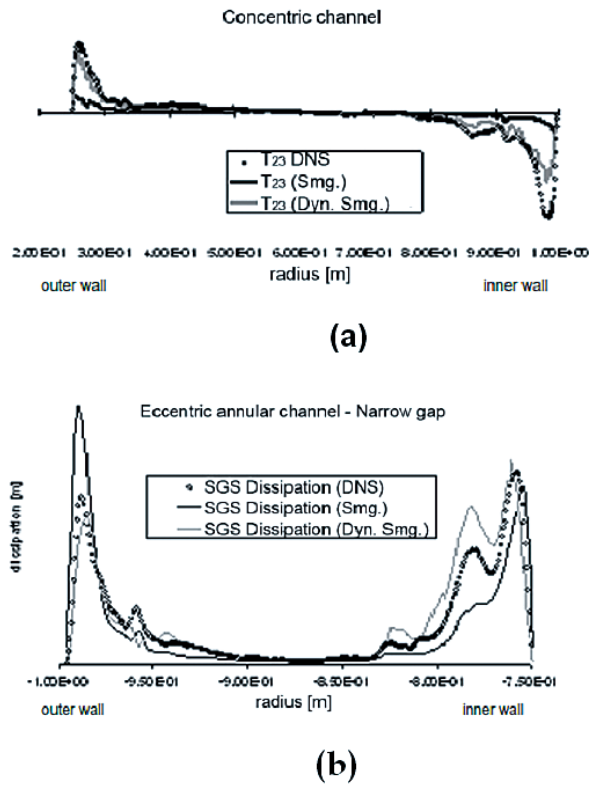 Concentric channel
T23 DNS
T23 (Smg.)
T23 (Dyn. Smg.)
2.00E-01 3.00E-01 4.00E-01 5.00E-01 6.00E-01 7.00E-01 8.00E-01 9.00E-01 1.00E+00
radius [m]
outer wall inner wall
(a)
Eccentric annular channel - Narrow gap
dissipation [m]
SGS Dissipation (DNS)
SGS Dissipation (Smg.)
SGS Dissipation (Dyn. Smg.)
-1.00E+00 -9.50E-01 -9.00E-01 -8.50E-01 -8.00E-01 -7.50E-01
radius [m]
outer wall inner wall
(b)